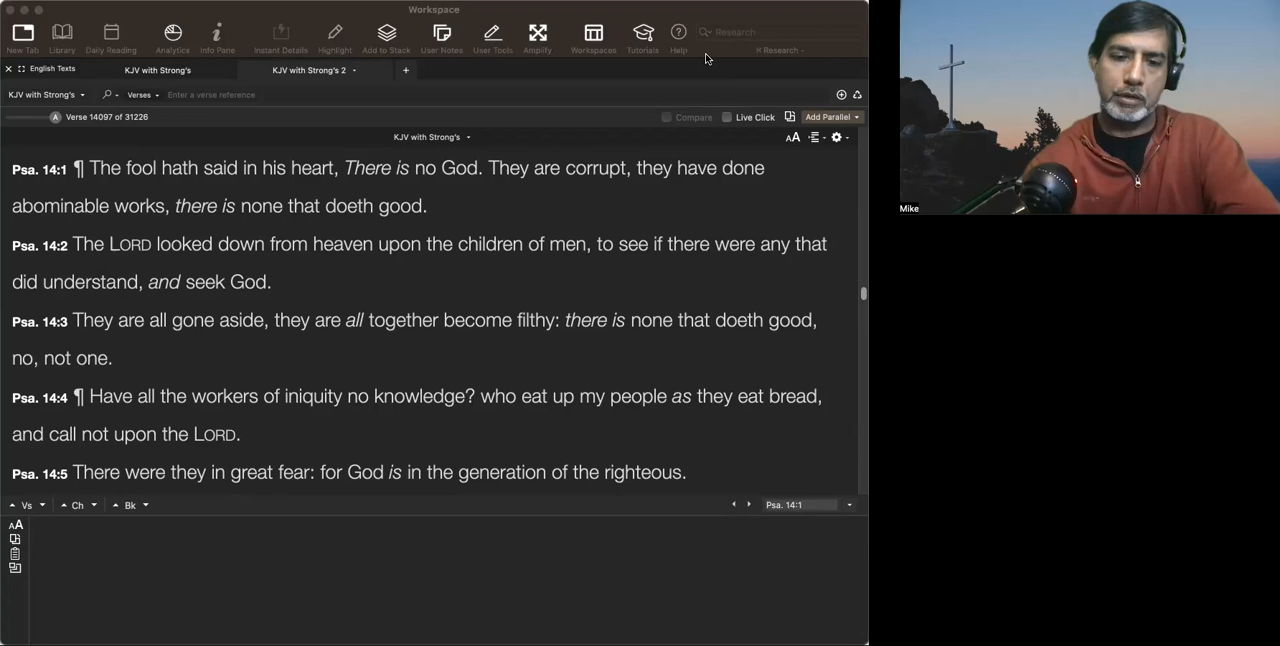 Workspace
New Tab Library Daily Reading Analytics Info Pane Instant Details Highlight Add to Stack User Notes User Tools Amplify Workspaces Tutorials Help Research
Research
English Texts KJV with Strong's KJV with Strong's 2
KJV with Strong's Verses Enter a verse reference
A Verse 14097 of 31226 Compare Live Click Add Parallel
KJV with Strong's AA
Psa. 14:1 ¶ The fool hath said in his heart, There is no God. They are corrupt, they have done
abominable works, there is none that doeth good.
Psa. 14:2 The LORD looked down from heaven upon the children of men, to see if there were any that
did understand, and seek God.
Psa. 14:3 They are all gone aside, they are all together become filthy: there is none that doeth good,
no, not one.
Psa. 14:4 ¶ Have all the workers of iniquity no knowledge? who eat up my people as they eat bread,
and call not upon the LORD.
Psa. 14:5 There were they in great fear: for God is in the generation of the righteous.
Vs Ch Bk Psa. 14:1
AA
Mike